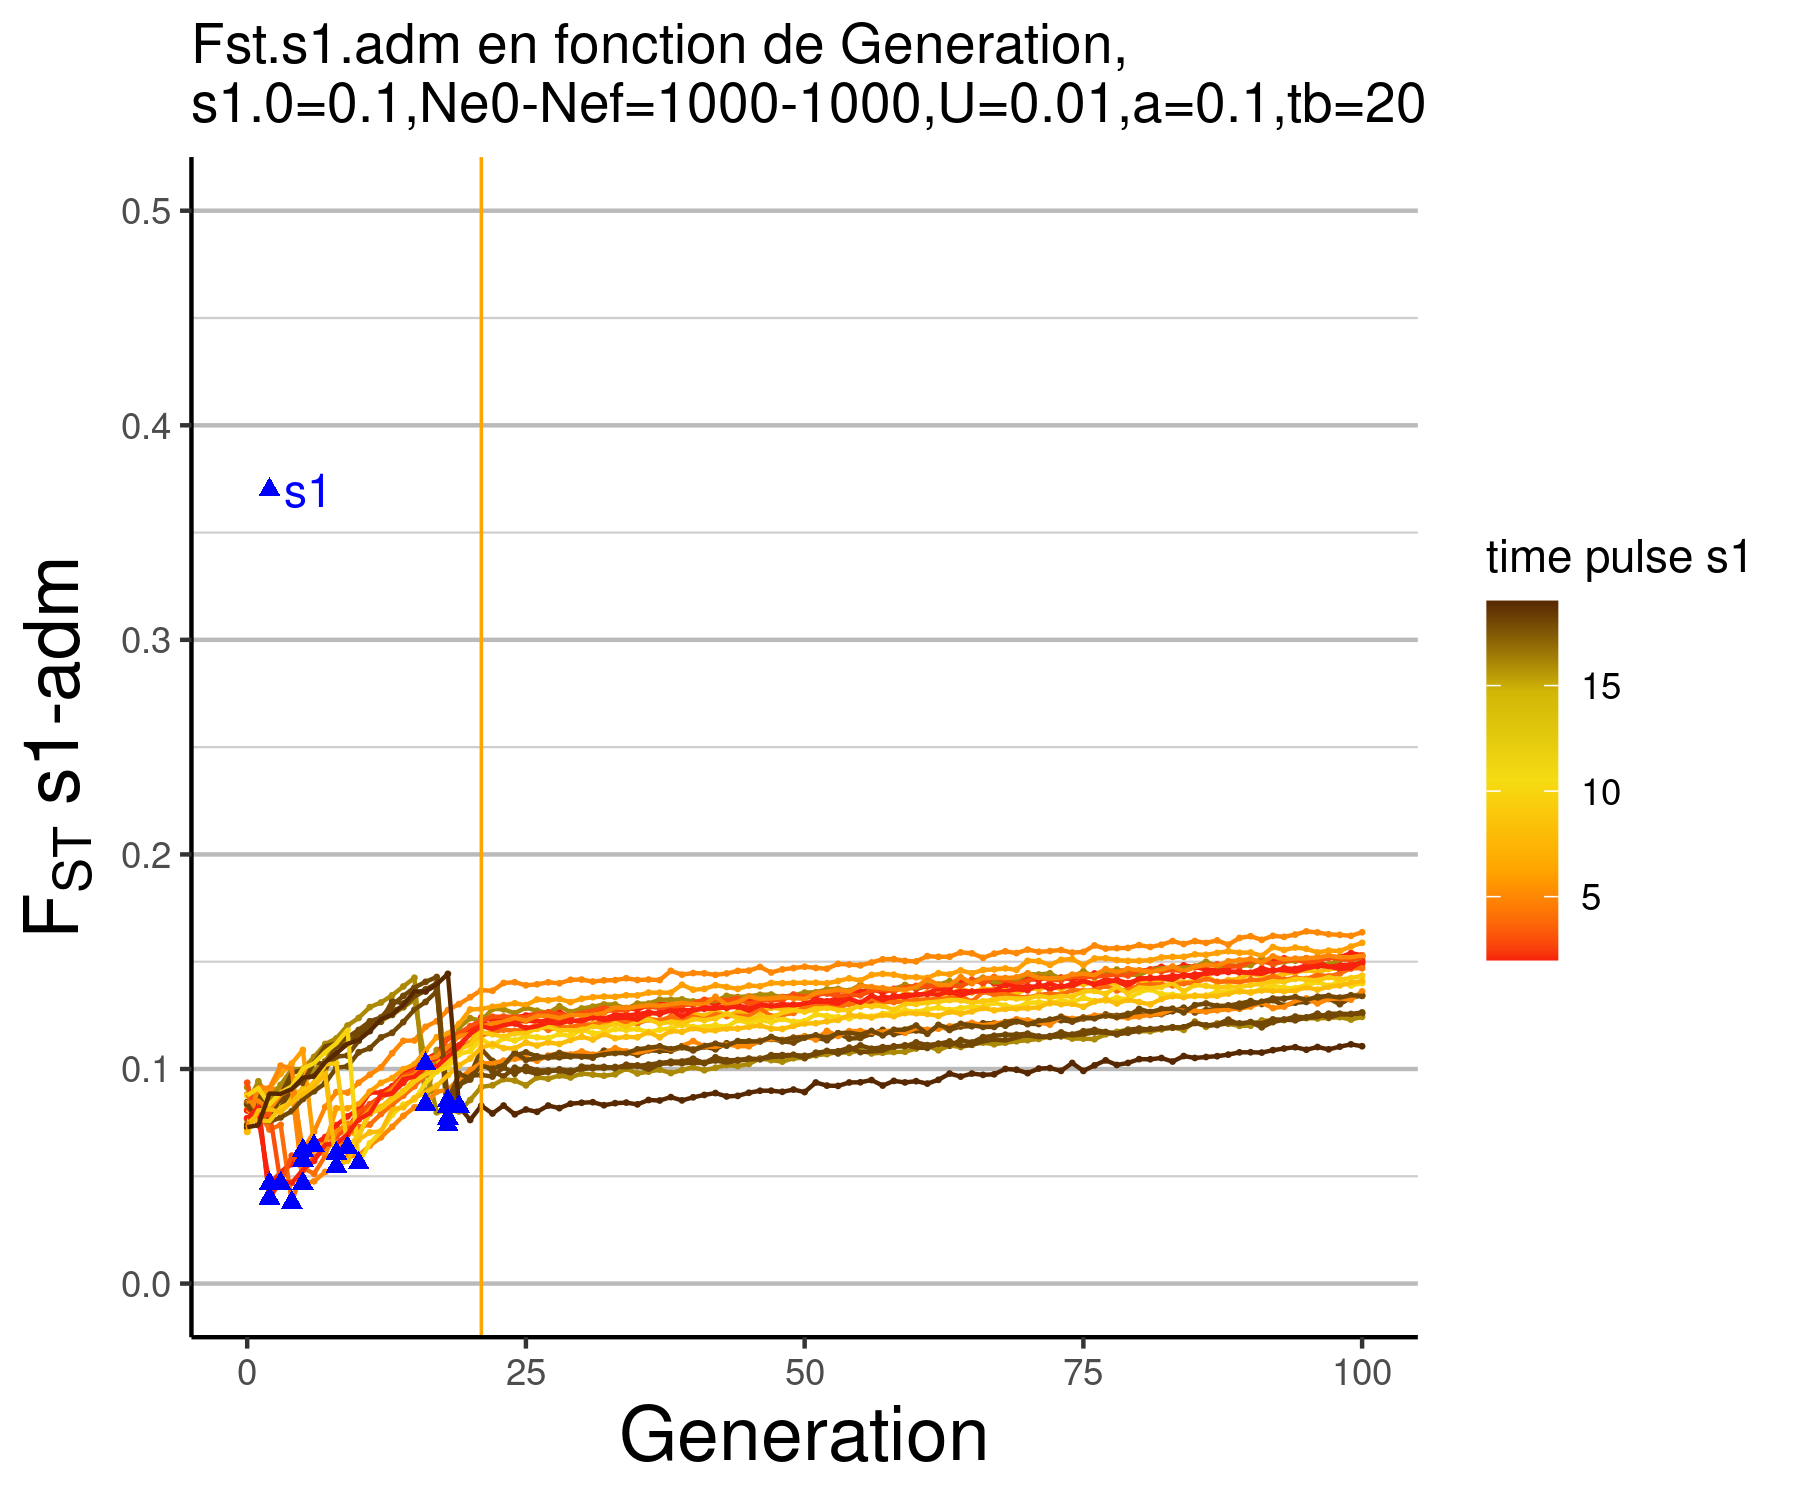 Fst.s1.adm en fonction de Generation,
s1.0=0.1,Ne0-Nef=1000-1000,U=0.01,a=0.1,tb=20
0.5
0.4
0.3
0.2
0.1
0.0
s1
FST s1-adm
0 25 50 75 100
Generation
time pulse s1
15
10
5